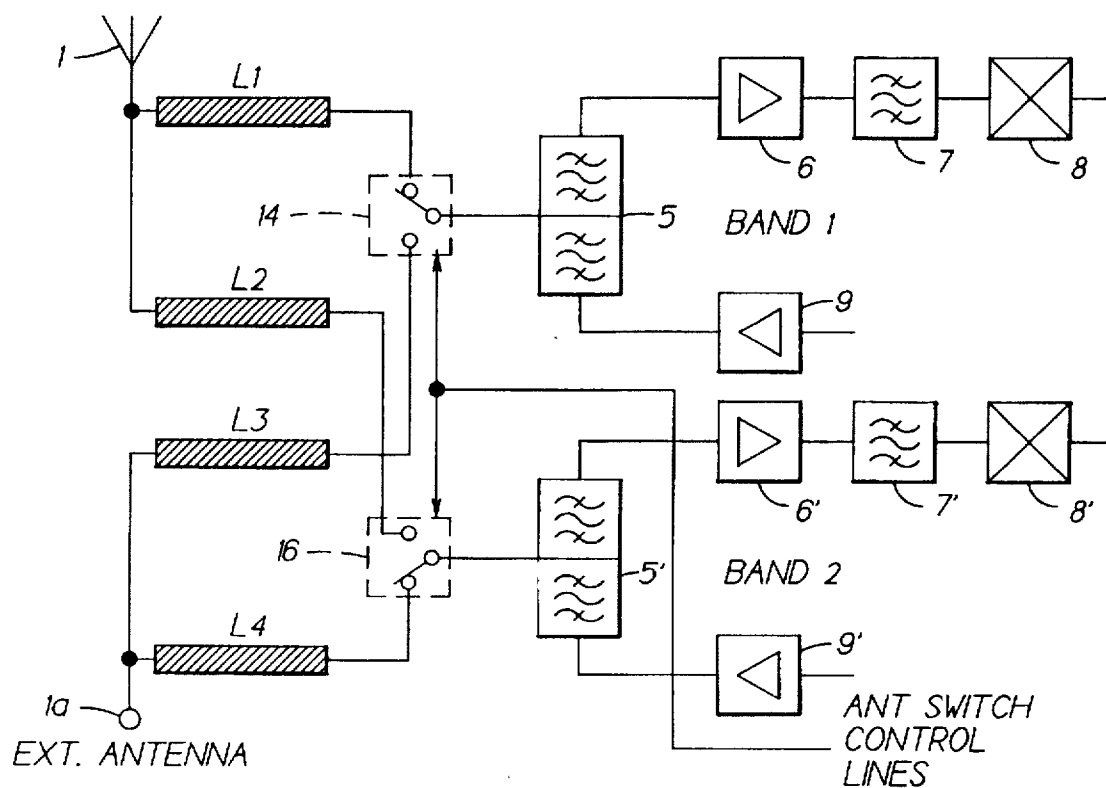 1
L1
6
7
8
14
5
BAND 1
L2
9
L3
6'
7'
8'
16
5'
BAND 2
L4
9'
1a
EXT. ANTENNA
ANT SWITCH
CONTROL
LINES